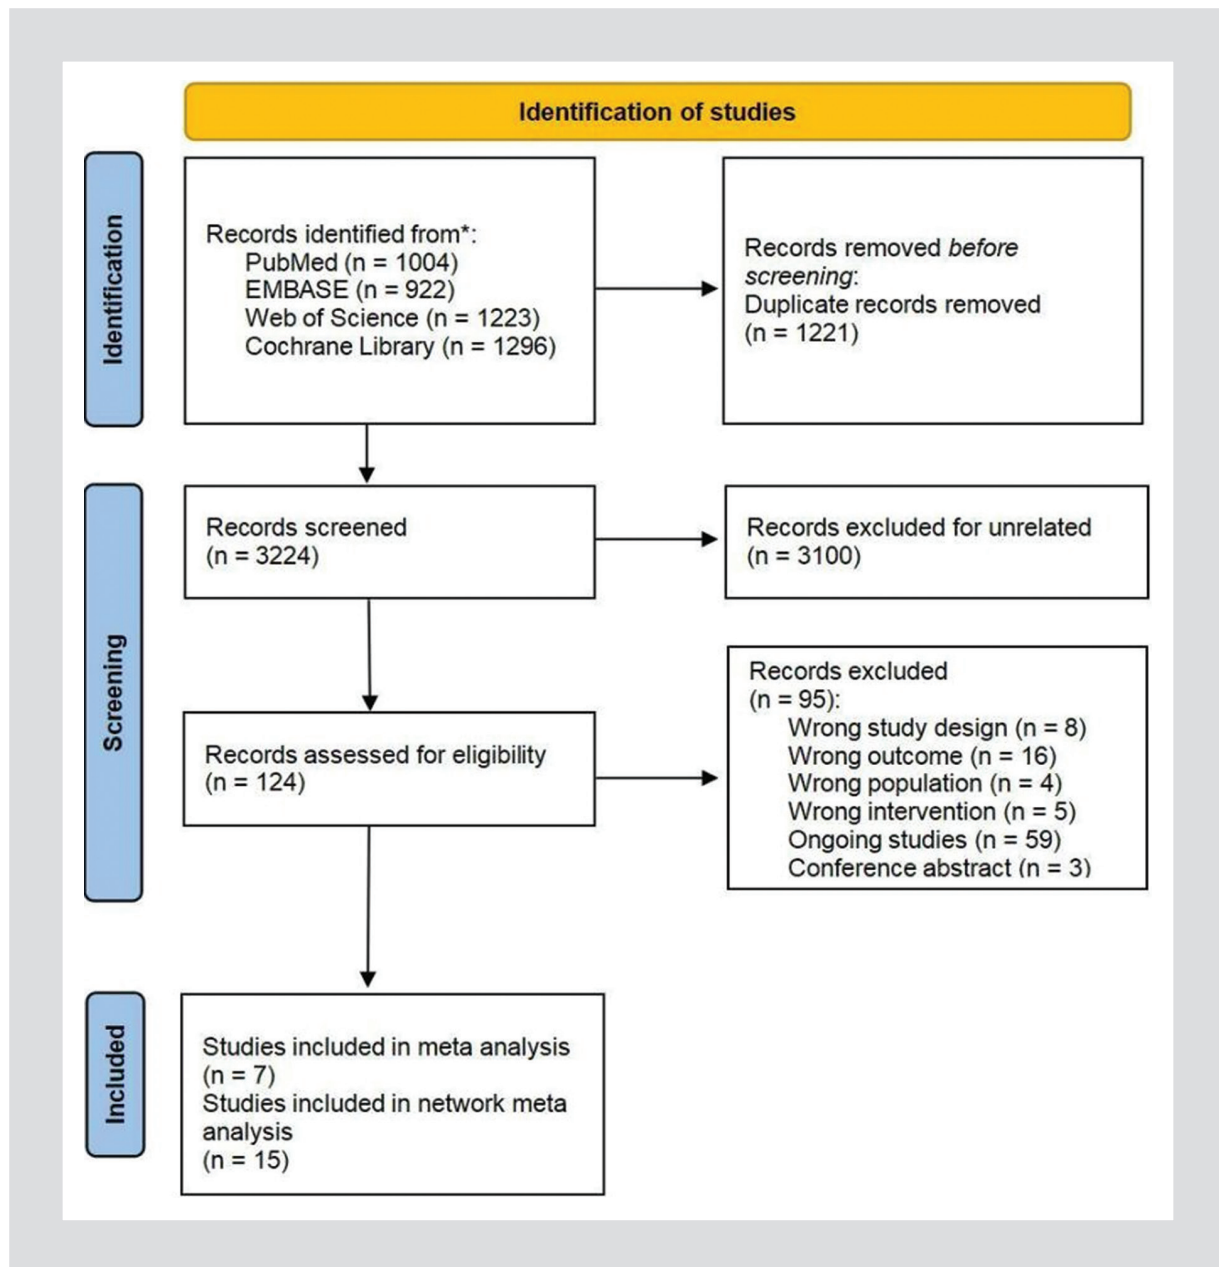 Identification of studies
Identification
Records identified from*:
PubMed (n = 1004)
EMBASE (n = 922)
Web of Science (n = 1223)
Cochrane Library (n = 1296)
Records removed before
screening:
Duplicate records removed
(n = 1221)
Screening
Records screened
(n = 3224)
Records excluded for unrelated
(n = 3100)
Records assessed for eligibility
(n = 124)
Records excluded
(n = 95):
Wrong study design (n = 8)
Wrong outcome (n = 16)
Wrong population (n = 4)
Wrong intervention (n = 5)
Ongoing studies (n = 59)
Conference abstract (n = 3)
Included
Studies included in meta analysis
(n = 7)
Studies included in network meta
analysis
(n = 15)